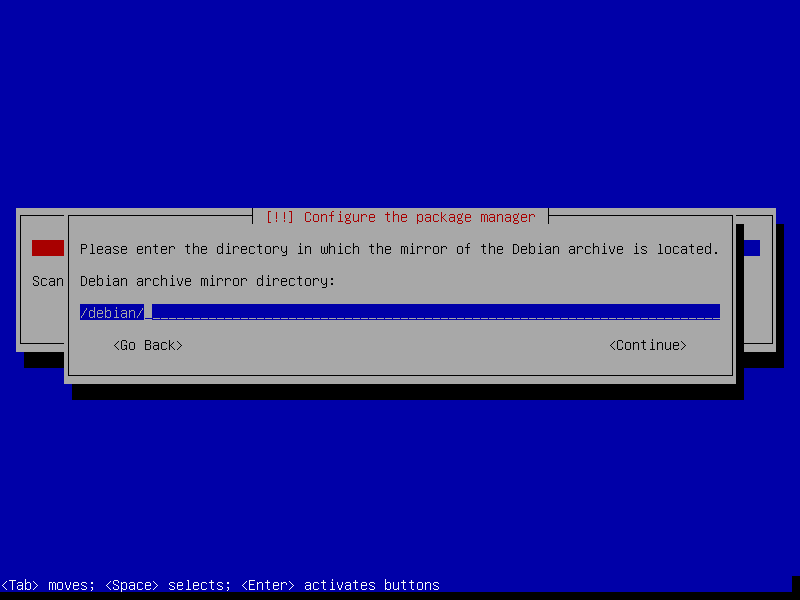 [!!] Configure the package manager
Please enter the directory in which the mirror of the Debian archive is located.
Scan
Debian archive mirror directory:
/debian/
<Go Back> <Continue>
<Tab> moves; <Space> selects; <Enter> activates buttons